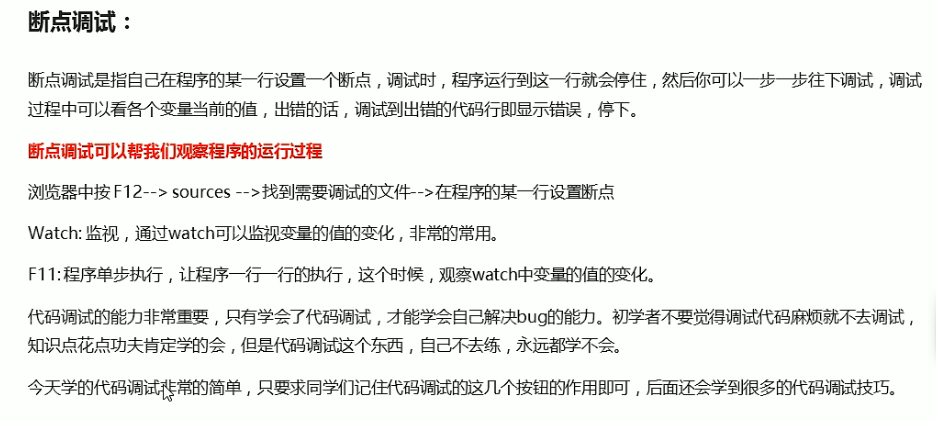 断点调试：
断点调试是指自己在程序的某一行设置一个断点，调试时，程序运行到这一行就会停住，然后你可以一步一步往下调试，调试
过程中可以看各个变量当前的值，出错的话，调试到出错的代码行即显示错误，停下。
断点调试可以帮我们观察程序的运行过程
浏览器中按 F12--> sources -->找到需要调试的文件-->在程序的某一行设置断点
Watch: 监视，通过watch可以监视变量的值的变化，非常的常用。
F11: 程序单步执行，让程序一行一行的执行，这个时候，观察watch中变量的值的变化。
代码调试的能力非常重要，只有学会了代码调试，才能学会自己解决bug的能力。初学者不要觉得调试代码麻烦就不去调试，
知识点花点功夫肯定学的会，但是代码调试这个东西，自己不去练，永远都学不会。
今天学的代码调试非常的简单，只要求同学们记住代码调试的这几个按钮的作用即可，后面还会学到很多的代码调试技巧。